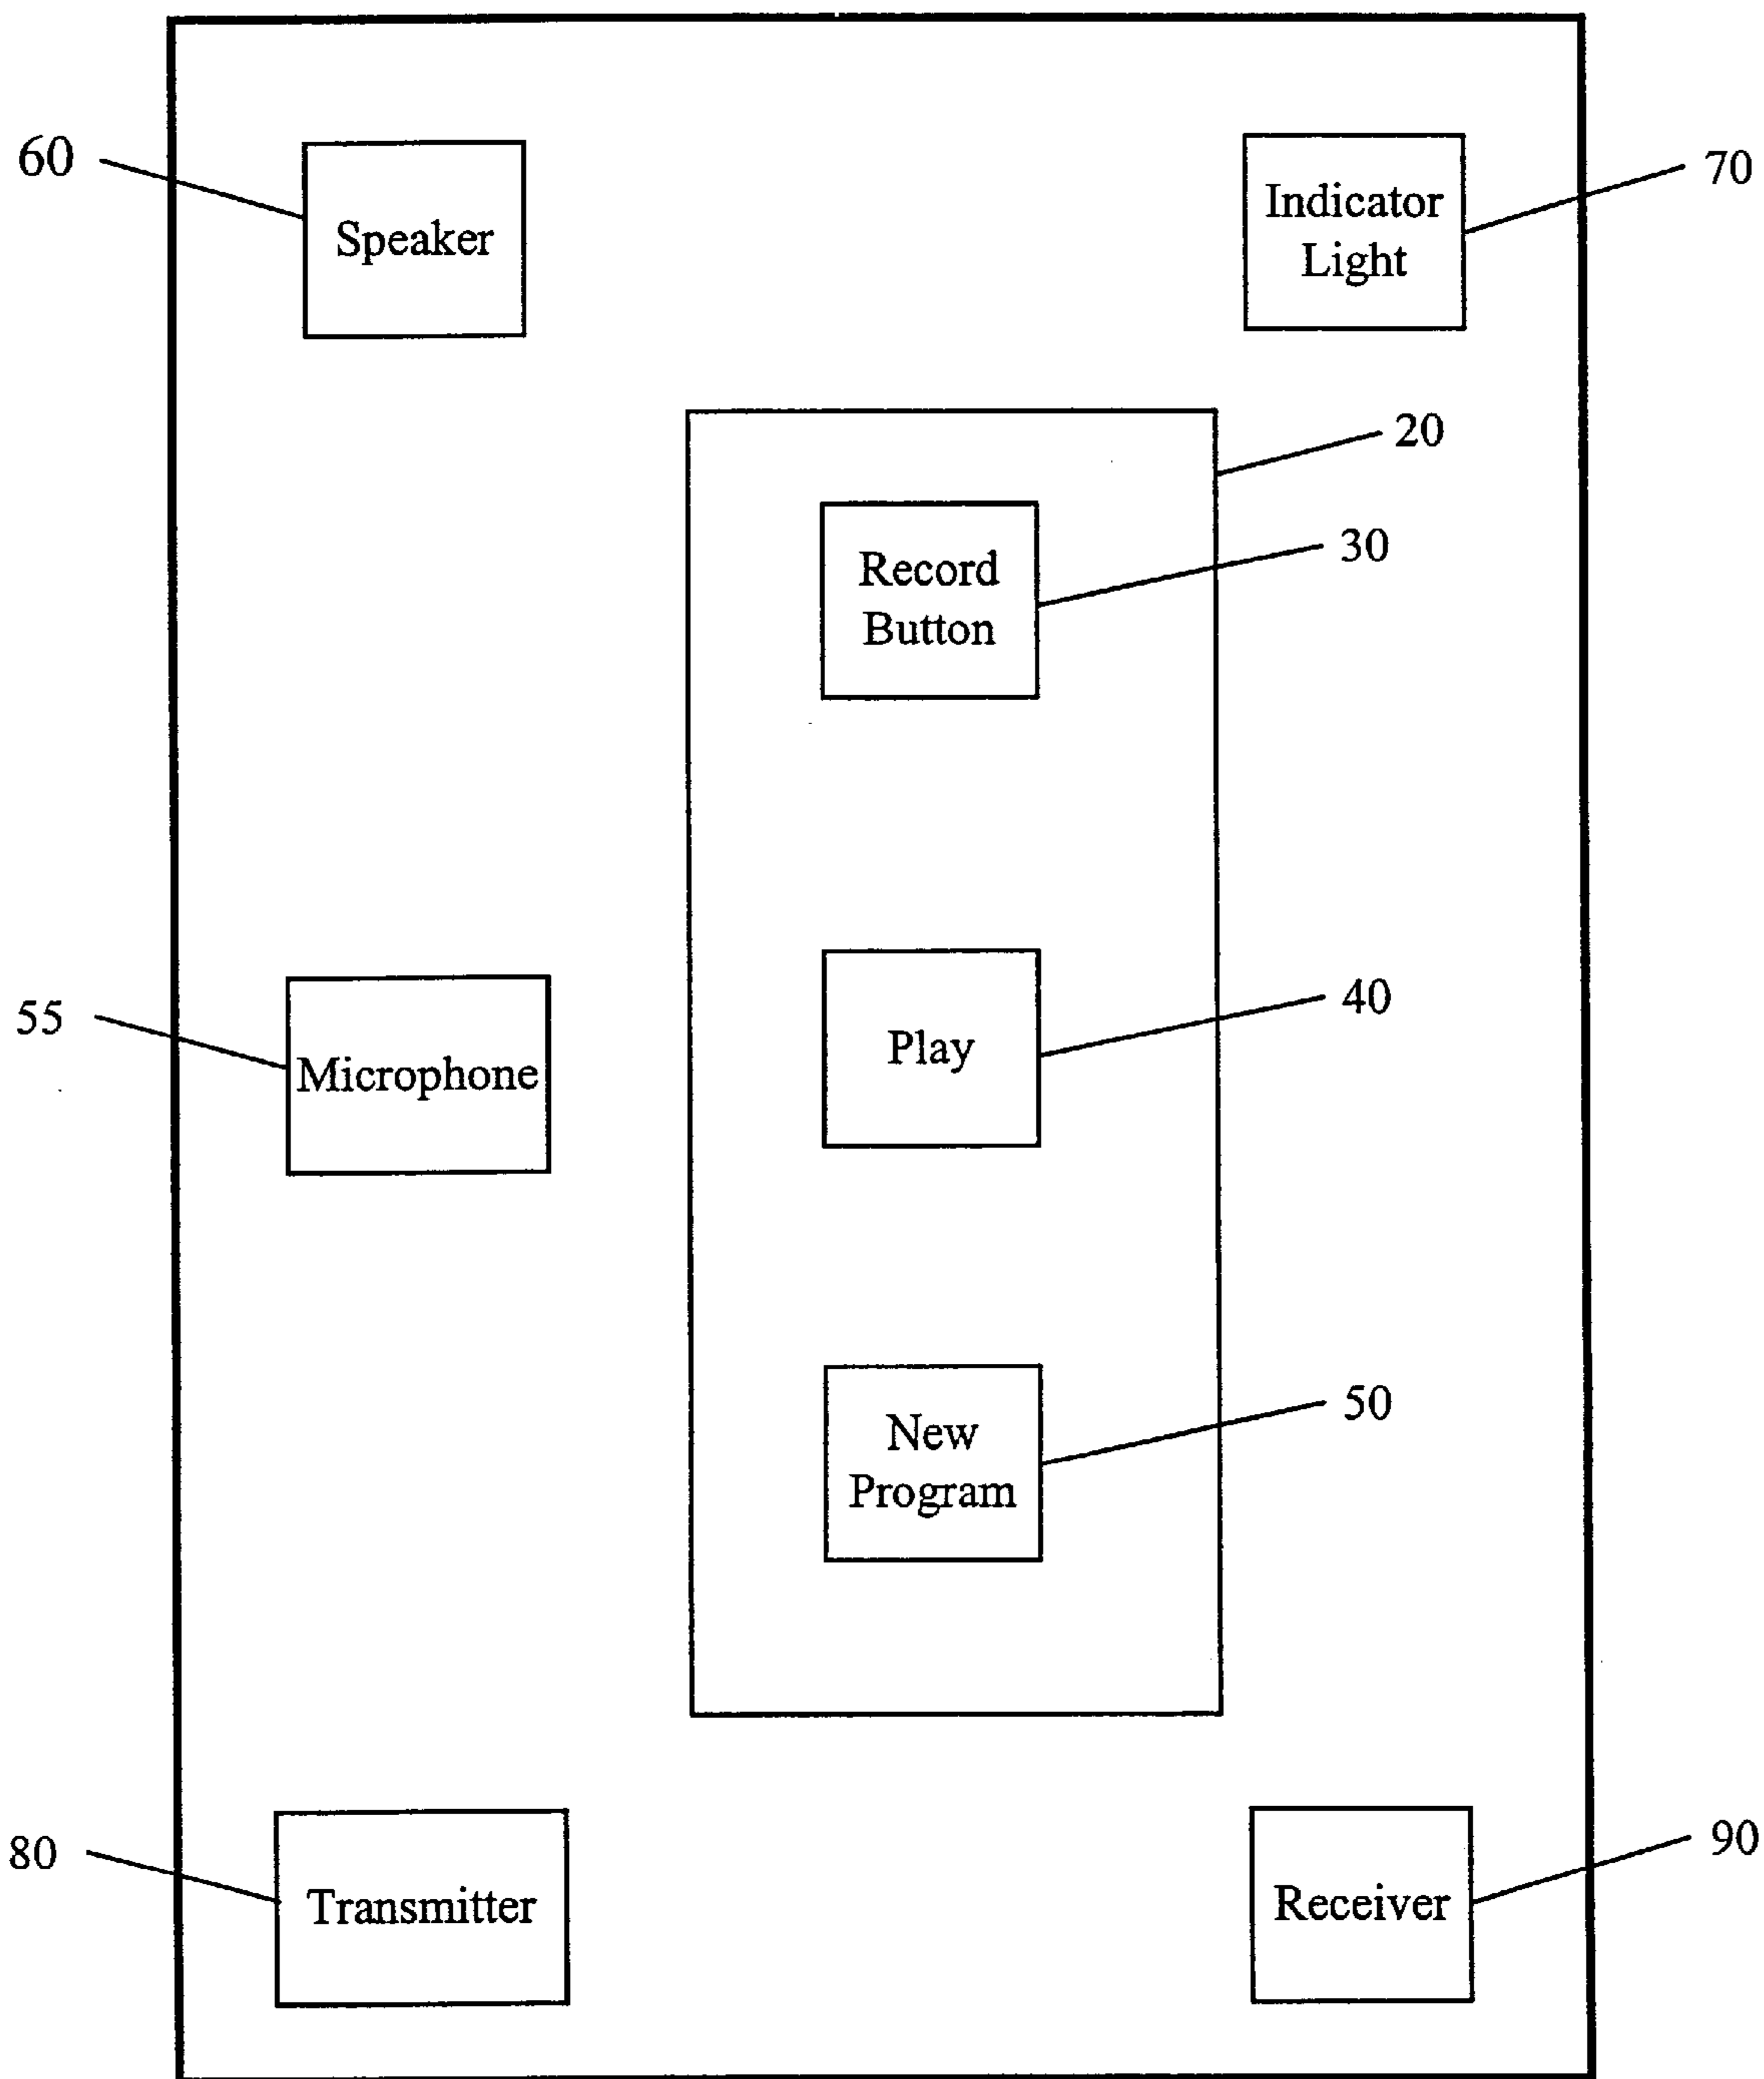 60
Speaker
Indicator
Light
70
20
Record
Button
30
55
Microphone
Play
40
New
Program
50
80
Transmitter
Receiver
90